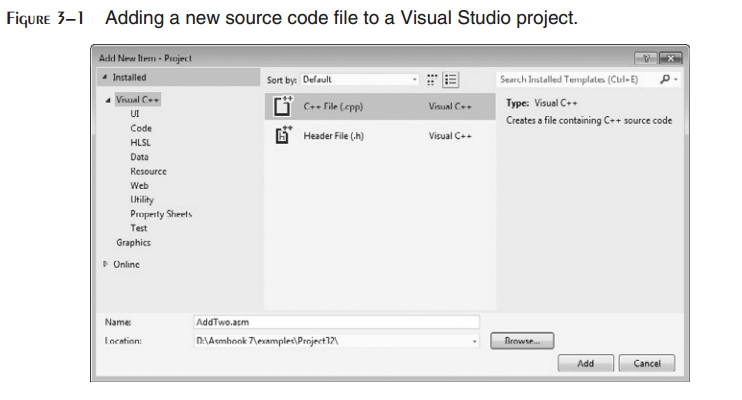 FIGURE 3–1 Adding a new source code file to a Visual Studio project.
Add New Item - Project
Installed
Sort by: Default
Search Installed Templates (Ctrl+E)
Visual C++
UI
Code
HLSL
Data
Resource
Web
Utility
Property Sheets
Test
Graphics
Online
C++ File (.cpp) Visual C++
Header File (.h) Visual C++
Type: Visual C++
Creates a file containing C++ source code
Name: AddTwo.asm
Location: D:\Asmbook 7\examples\Project32\
Browse...
Add Cancel